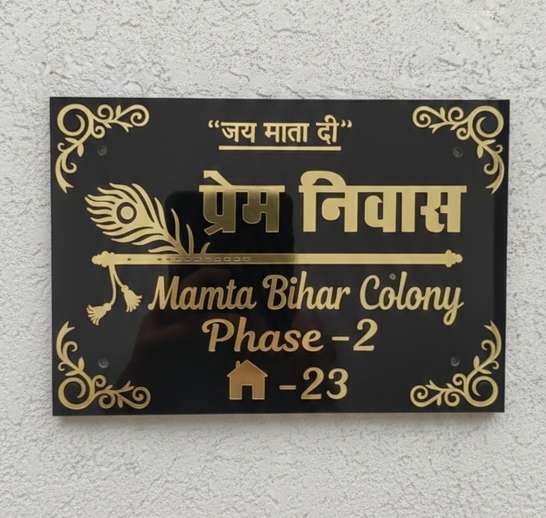 “जय माता दी”
प्रेम निवास
Mamta Bihar Colony
Phase -2
-23